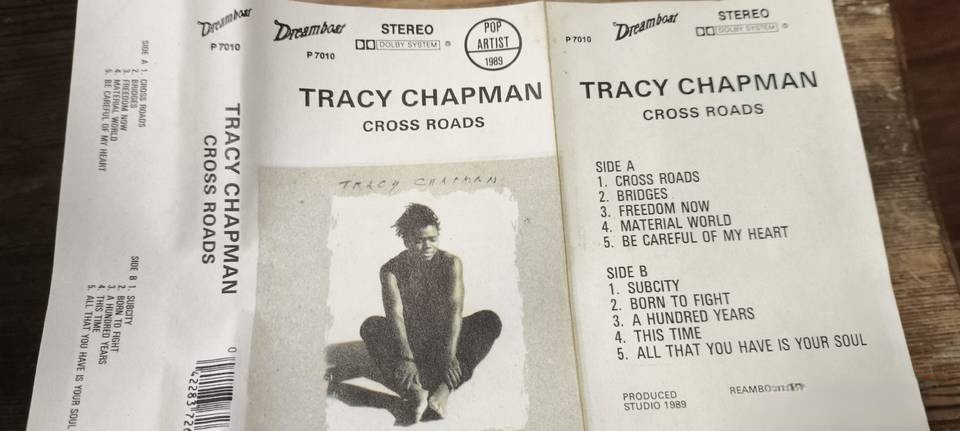 SIDE A 1. CROSS ROADS
2. BRIDGES
3. FREEDOM NOW
4. MATERIAL WORLD
5. BE CAREFUL OF MY HEART
SIDE B 1. SUBCITY
2. BORN TO FIGHT
3. A HUNDRED YEARS
4. THIS TIME
5. ALL THAT YOU HAVE IS YOUR SOUL
Dreamboat
P 7010
TRACY CHAPMAN
CROSS ROADS
0
Dreamboat
P 7010
STEREO
DOLBY SYSTEM ®
POP
ARTIST
1989
TRACY CHAPMAN
CROSS ROADS
TRACY CHAPMAN
P 7010
Dreamboat
STEREO
DOLBY SYSTEM ®
TRACY CHAPMAN
CROSS ROADS
SIDE A
1. CROSS ROADS
2. BRIDGES
3. FREEDOM NOW
4. MATERIAL WORLD
5. BE CAREFUL OF MY HEART
SIDE B
1. SUBCITY
2. BORN TO FIGHT
3. A HUNDRED YEARS
4. THIS TIME
5. ALL THAT YOU HAVE IS YOUR SOUL
PRODUCED
STUDIO 1989